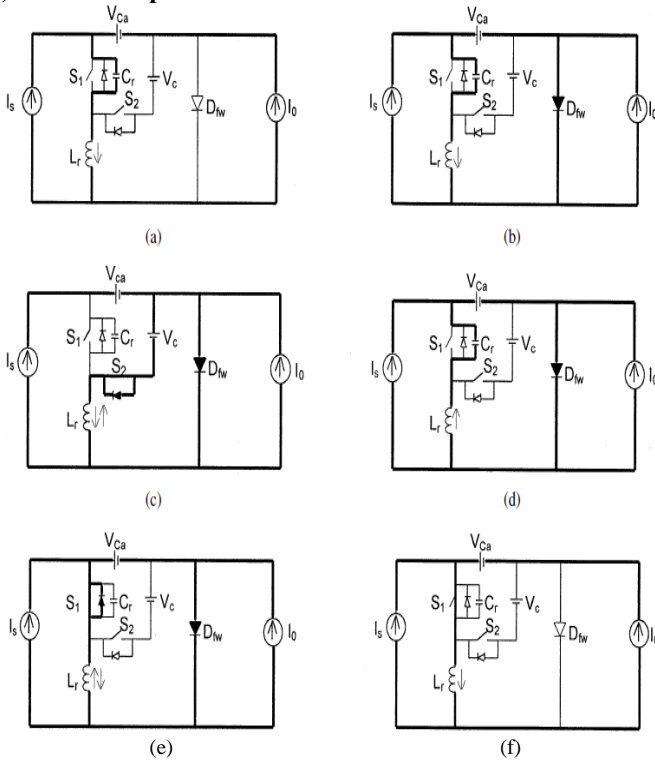 V_Ca V_Ca
S_1 C_r V_c S_1 C_r V_c
I_s S_2 D_fw I_0 I_s S_2 D_fw I_0
L_r L_r
(a) (b)
V_Ca V_Ca
S_1 C_r V_c S_1 C_r V_c
I_s S_2 D_fw I_0 I_s S_2 D_fw I_0
L_r L_r
(c) (d)
V_Ca V_Ca
S_1 C_r V_c S_1 C_r V_c
I_s S_2 D_fw I_0 I_s S_2 D_fw I_0
L_r L_r
(e) (f)